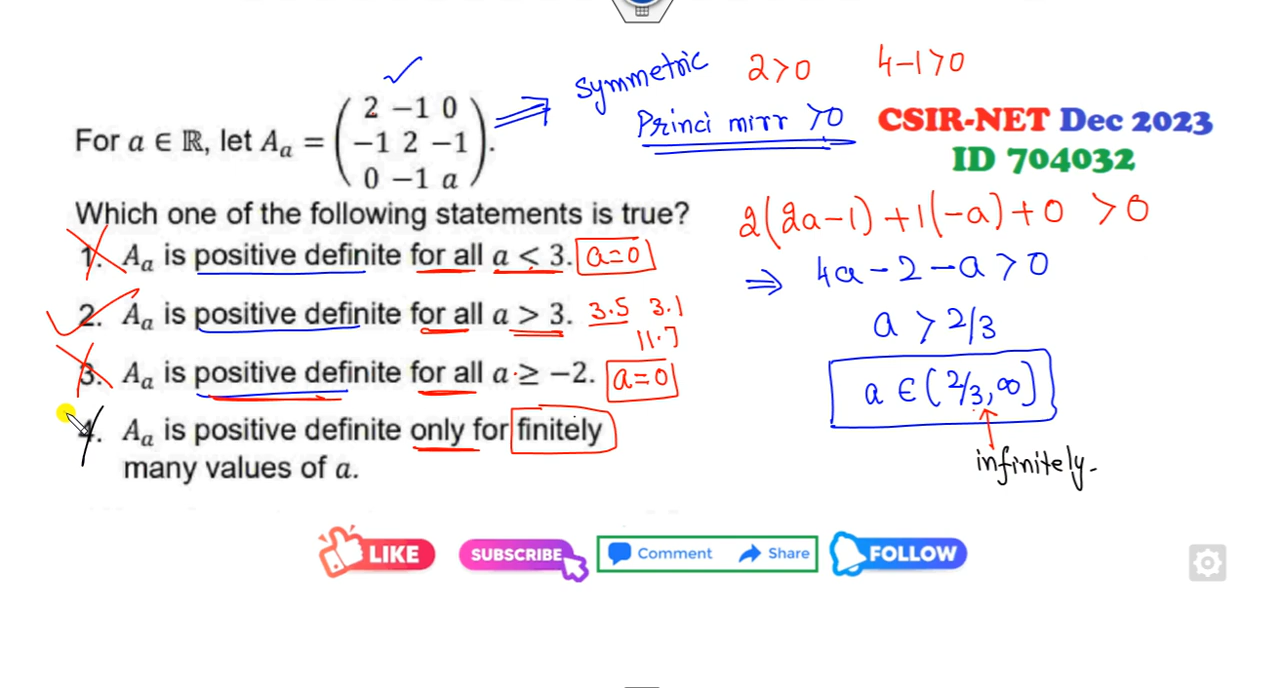 symmetric 2>0 4-1>0
Princi mirr >0
CSIR-NET Dec 2023
ID 704032
For a ∈ ℝ, let Aₐ = ( 2 −1 0
−1 2 −1
0 −1 a ).
Which one of the following statements is true?
1. Aₐ is positive definite for all a < 3. a=0
2. Aₐ is positive definite for all a > 3. 3.5 3.1
11.7
3. Aₐ is positive definite for all a ≥ −2. a=0
4. Aₐ is positive definite only for finitely
many values of a.
2(2a-1)+1(-a)+0 >0
⇒ 4a-2-a>0
a > 2/3
a ∈ (2/3, ∞)
infinitely-
LIKE
SUBSCRIBE
Comment Share
FOLLOW